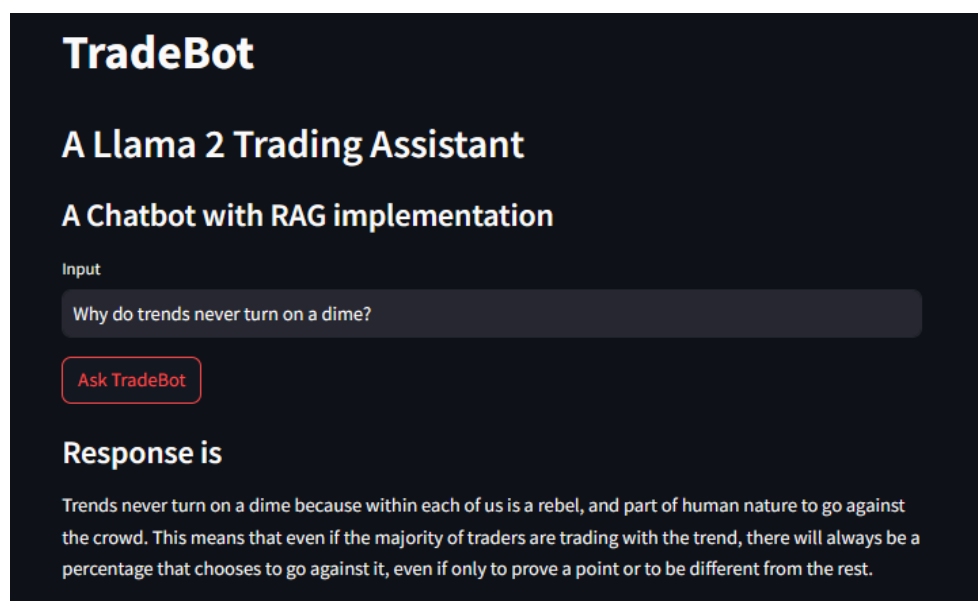 TradeBot
A Llama 2 Trading Assistant
A Chatbot with RAG implementation
Input
Why do trends never turn on a dime?
Ask TradeBot
Response is
Trends never turn on a dime because within each of us is a rebel, and part of human nature to go against
the crowd. This means that even if the majority of traders are trading with the trend, there will always be a
percentage that chooses to go against it, even if only to prove a point or to be different from the rest.